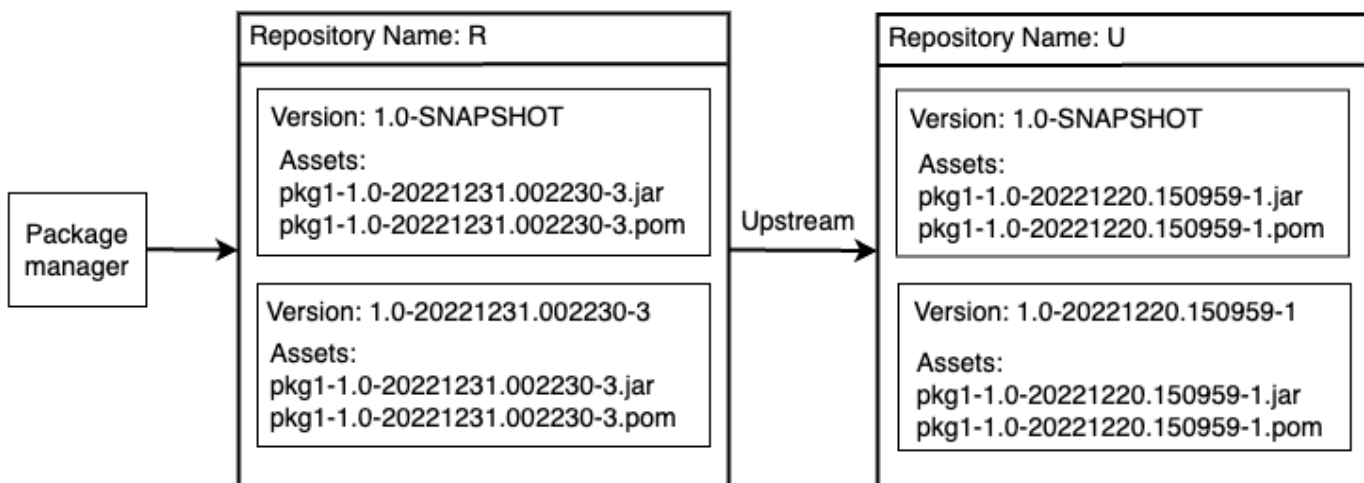 Package
manager
Repository Name: R
Version: 1.0-SNAPSHOT
Assets:
pkg1-1.0-20221231.002230-3.jar
pkg1-1.0-20221231.002230-3.pom
Version: 1.0-20221231.002230-3
Assets:
pkg1-1.0-20221231.002230-3.jar
pkg1-1.0-20221231.002230-3.pom
Upstream
Repository Name: U
Version: 1.0-SNAPSHOT
Assets:
pkg1-1.0-20221220.150959-1.jar
pkg1-1.0-20221220.150959-1.pom
Version: 1.0-20221220.150959-1
Assets:
pkg1-1.0-20221220.150959-1.jar
pkg1-1.0-20221220.150959-1.pom